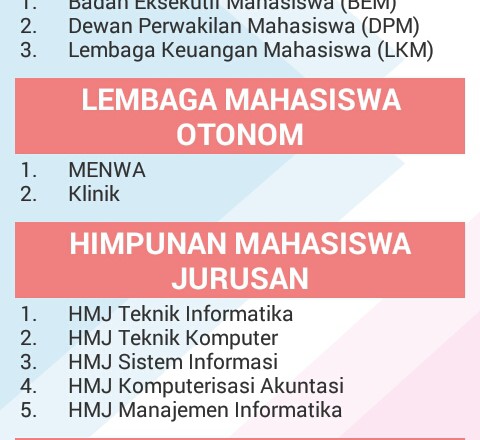 1. Badan Eksekutif Mahasiswa (BEM)
2. Dewan Perwakilan Mahasiswa (DPM)
3. Lembaga Keuangan Mahasiswa (LKM)
LEMBAGA MAHASISWA
OTONOM
1. MENWA
2. Klinik
HIMPUNAN MAHASISWA
JURUSAN
1. HMJ Teknik Informatika
2. HMJ Teknik Komputer
3. HMJ Sistem Informasi
4. HMJ Komputerisasi Akuntasi
5. HMJ Manajemen Informatika